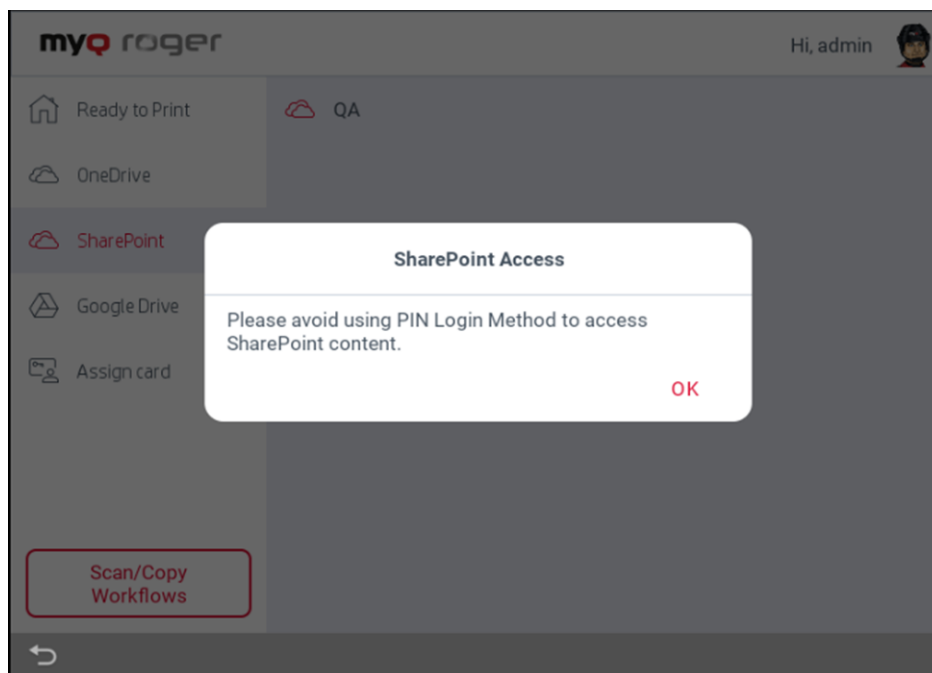 myQ roger
Hi, admin
Ready to Print
QA
OneDrive
SharePoint
Google Drive
Assign card
SharePoint Access
Please avoid using PIN Login Method to access
SharePoint content.
OK
Scan/Copy
Workflows